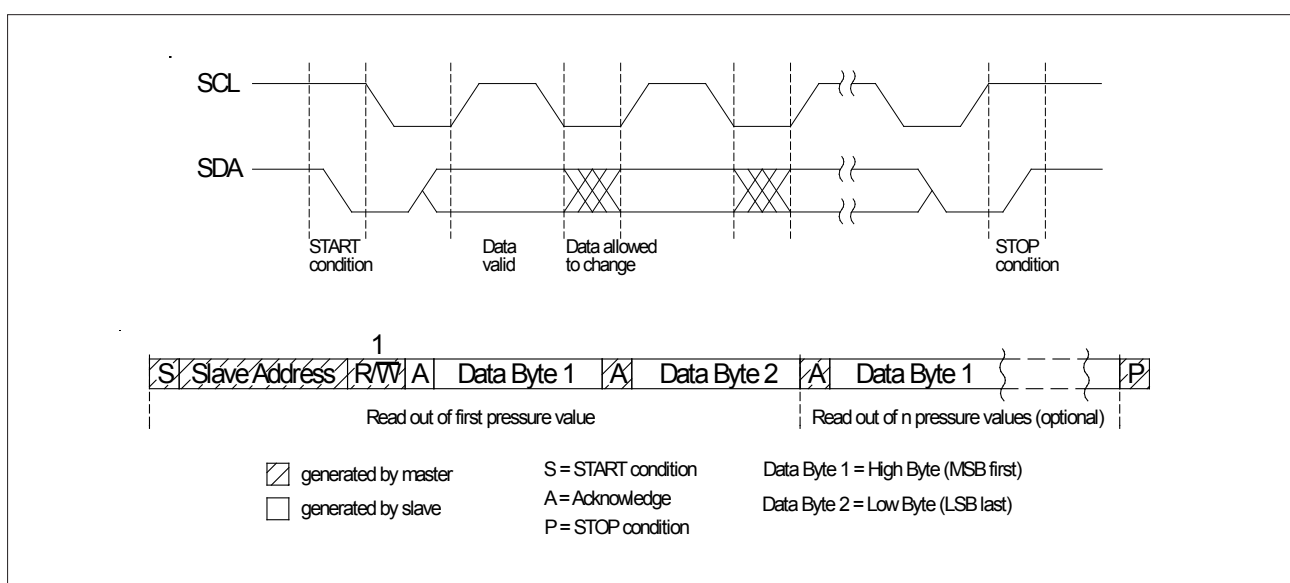 SCL
SDA
START condition
Data valid
Data allowed to change
STOP condition
1
S Slave Address R/W̅ A Data Byte 1 A Data Byte 2 A Data Byte 1 P
Read out of first pressure value
Read out of n pressure values (optional)
generated by master
generated by slave
S = START condition
A = Acknowledge
P = STOP condition
Data Byte 1 = High Byte (MSB first)
Data Byte 2 = Low Byte (LSB last)